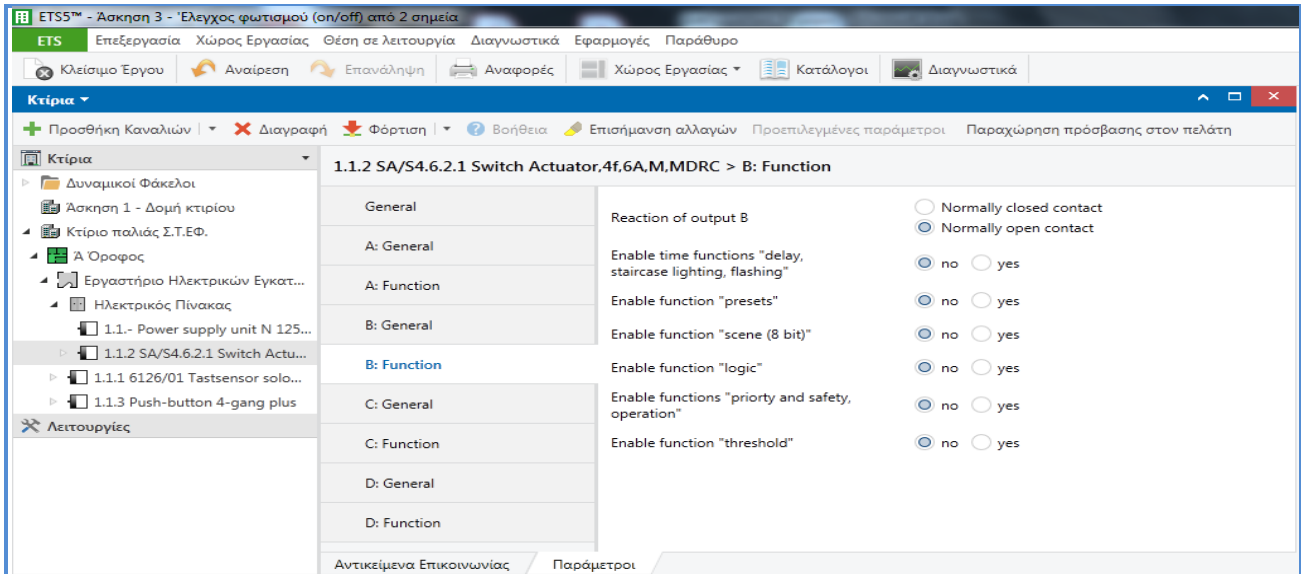 ETS5™ - Άσκηση 3 - 'Ελεγχος φωτισμού (on/off) από 2 σημεία
ETS Επεξεργασία Χώρος Εργασίας Θέση σε λειτουργία Διαγνωστικά Εφαρμογές Παράθυρο
Κλείσιμο Έργου Αναίρεση Επανάληψη Αναφορές Χώρος Εργασίας Κατάλογοι Διαγνωστικά
Κτίρια
Προσθήκη Καναλιών Διαγραφή Φόρτιση Βοήθεια Επισήμανση αλλαγών Προεπιλεγμένες παράμετροι Παραχώρηση πρόσβασης στον πελάτη
Κτίρια
Δυναμικοί Φάκελοι
Άσκηση 1 - Δομή κτιρίου
Κτίριο παλιάς Σ.Τ.ΕΦ.
Ά Όροφος
Εργαστήριο Ηλεκτρικών Εγκατ...
Ηλεκτρικός Πίνακας
1.1.- Power supply unit N 125...
1.1.2 SA/S4.6.2.1 Switch Actu...
1.1.1 6126/01 Tastsensor solo...
1.1.3 Push-button 4-gang plus
Λειτουργίες
1.1.2 SA/S4.6.2.1 Switch Actuator,4f,6A,M,MDRC > B: Function
General
A: General
A: Function
B: General
B: Function
C: General
C: Function
D: General
D: Function
Reaction of output B
Normally closed contact
Normally open contact
Enable time functions "delay,
staircase lighting, flashing"
no yes
Enable function "presets"
no yes
Enable function "scene (8 bit)"
no yes
Enable function "logic"
no yes
Enable functions "priorty and safety,
operation"
no yes
Enable function "threshold"
no yes
Αντικείμενα Επικοινωνίας Παράμετροι